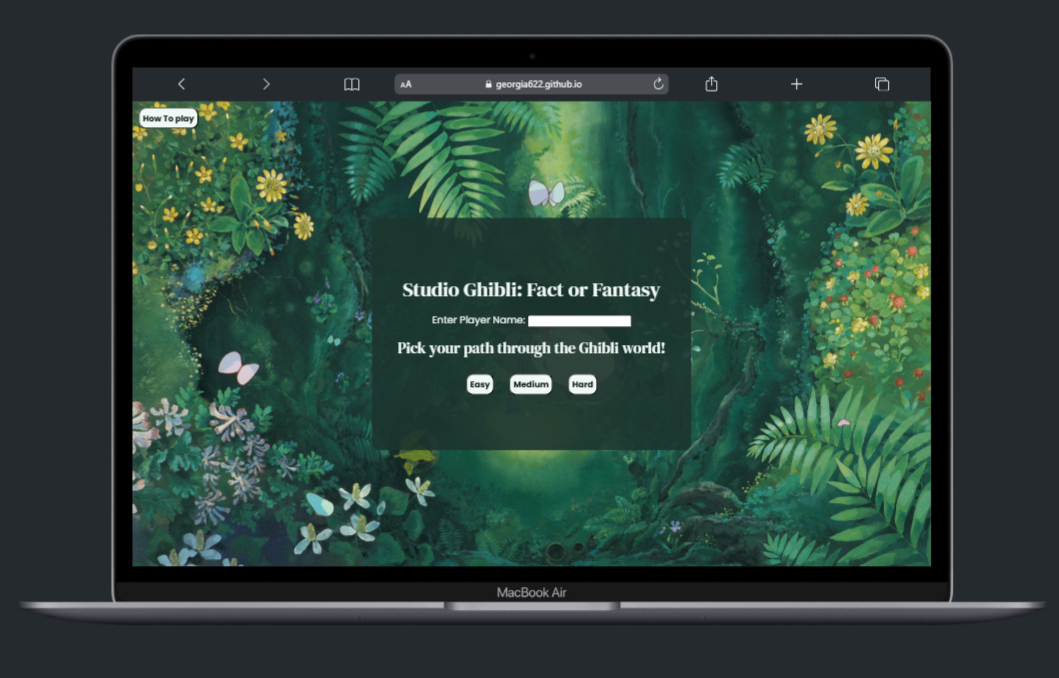 AA georgia622.github.io
How To play
Studio Ghibli: Fact or Fantasy
Enter Player Name:
Pick your path through the Ghibli world!
Easy Medium Hard
MacBook Air